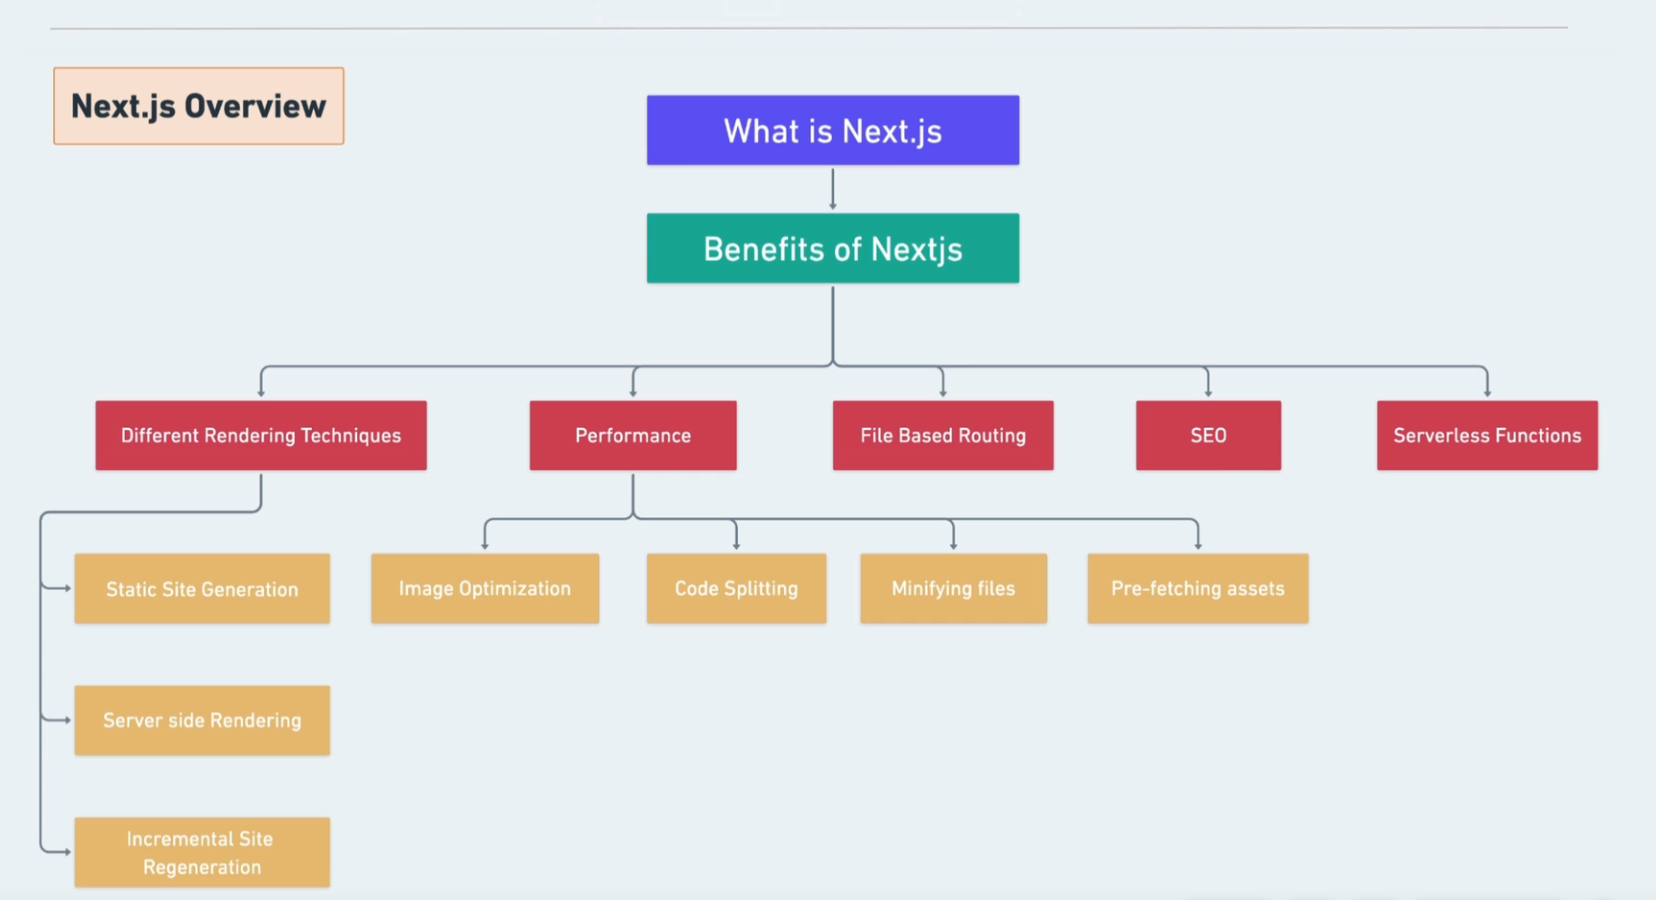 Next.js Overview
What is Next.js
Benefits of Nextjs
Different Rendering Techniques
Performance
File Based Routing
SEO
Serverless Functions
Static Site Generation
Image Optimization
Code Splitting
Minifying files
Pre-fetching assets
Server side Rendering
Incremental Site
Regeneration